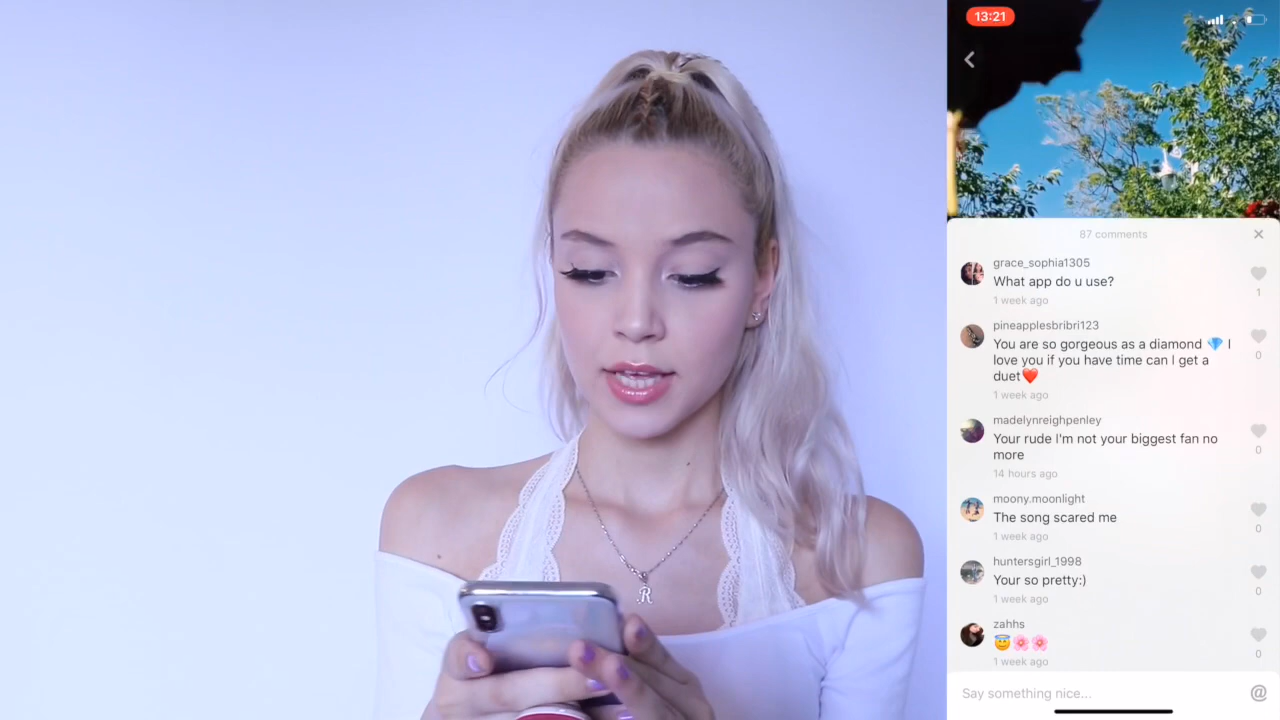 13:21
87 comments
grace_sophia1305
What app do u use?
1 week ago
1
pineapplesbribri123
You are so gorgeous as a diamond 💎 I
love you if you have time can I get a
duet❤️
1 week ago
0
madelynreighpenley
Your rude I'm not your biggest fan no
more
14 hours ago
0
moony.moonlight
The song scared me
1 week ago
0
huntersgirl_1998
Your so pretty:)
1 week ago
0
zahhs
😇🌸🌸
1 week ago
0
Say something nice...
@
R